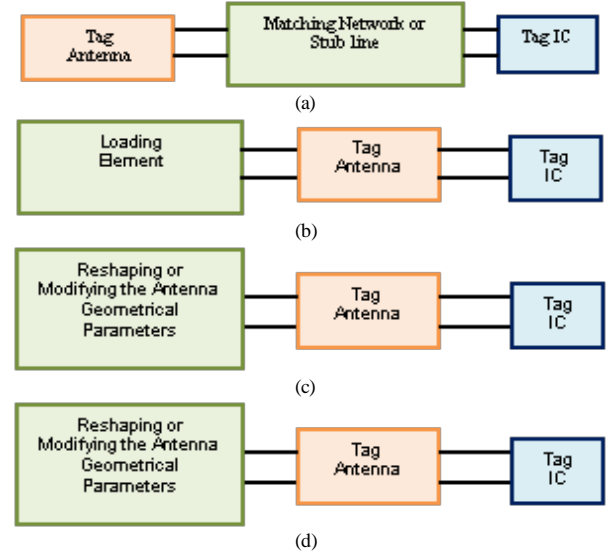 Tag
Antenna
Matching Network or
Stub line
Tag IC
(a)
Loading
Element
Tag
Antenna
Tag
IC
(b)
Reshaping or
Modifying the Antenna
Geometrical
Parameters
Tag
Antenna
Tag
IC
(c)
Reshaping or
Modifying the Antenna
Geometrical
Parameters
Tag
Antenna
Tag
IC
(d)